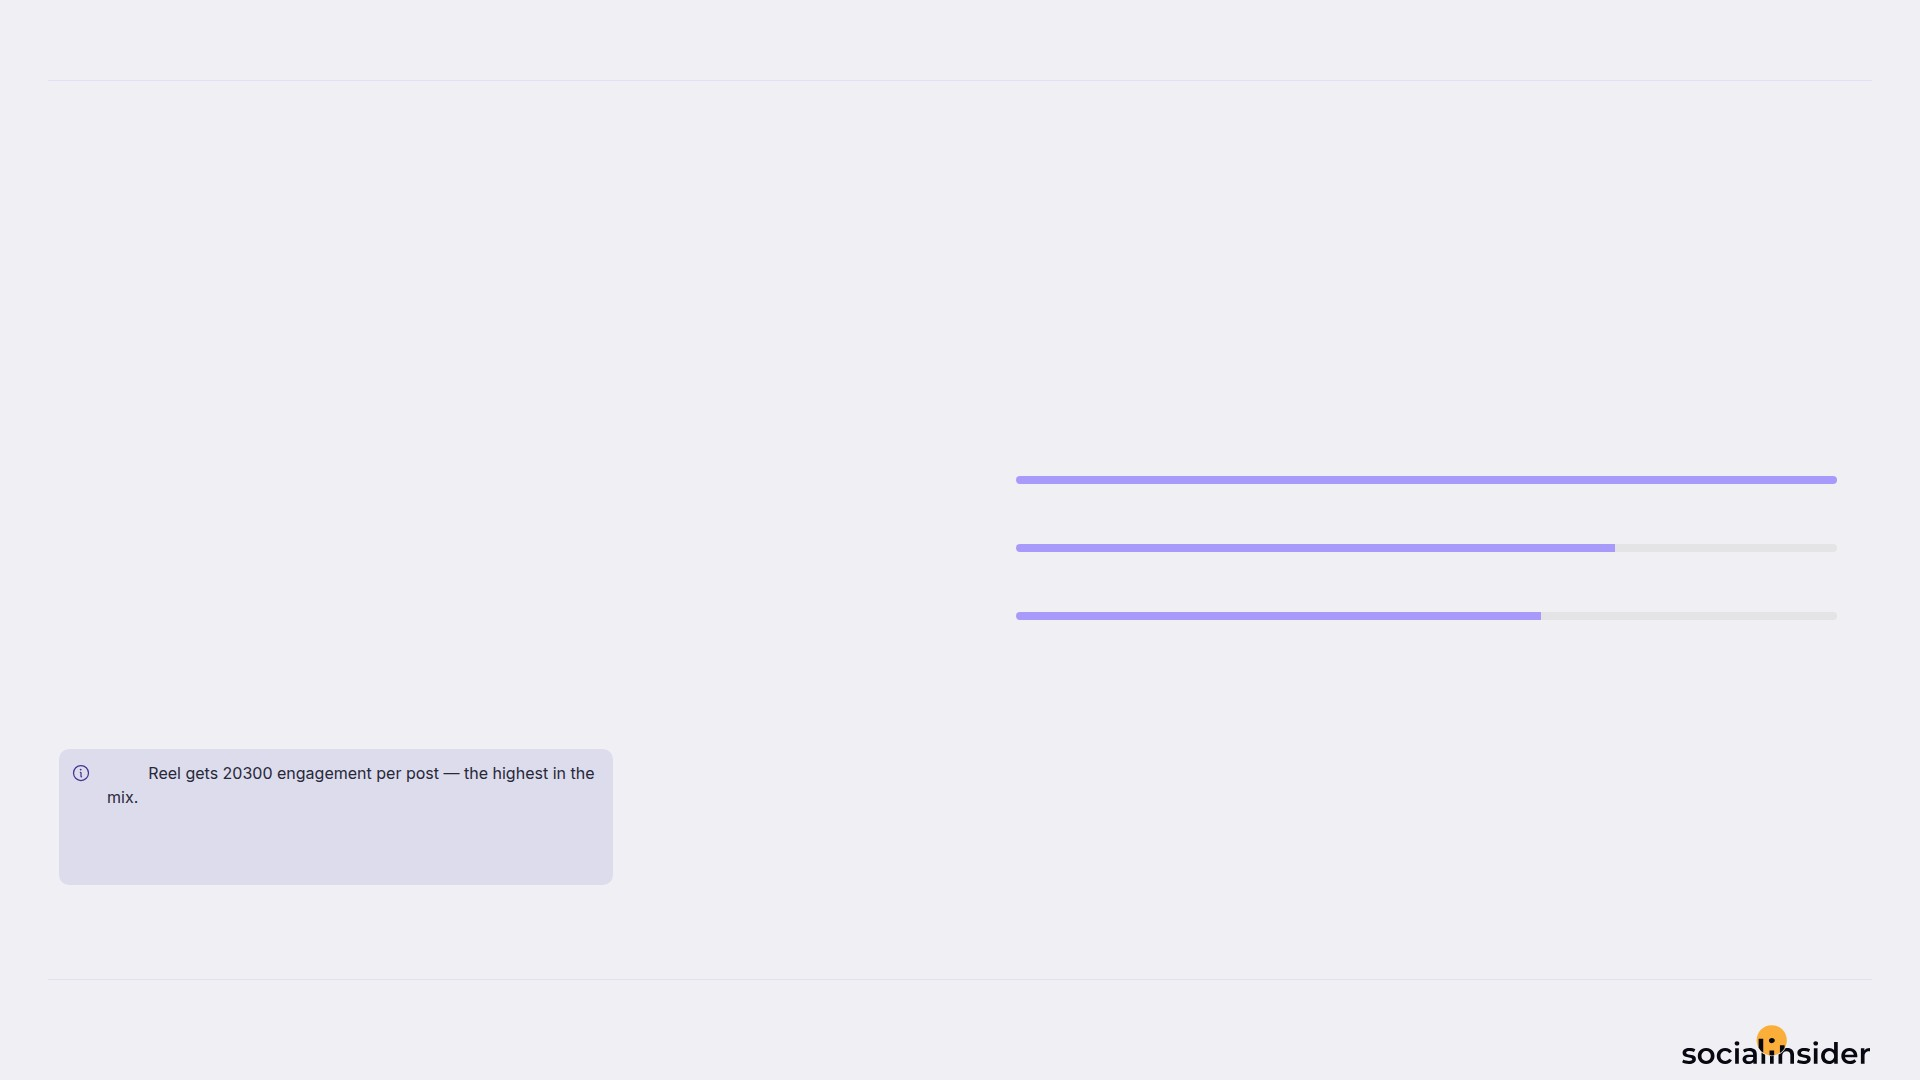 Reel gets 20300 engagement per post — the highest in the
mix.
socialinsider